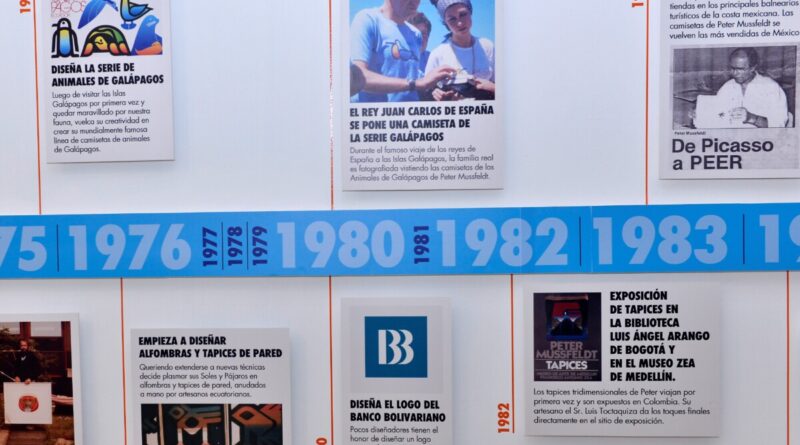 PAGOS
DISEÑA LA SERIE DE
ANIMALES DE GALÁPAGOS
Luego de visitar las Islas
Galápagos por primera vez y
quedar maravillado por nuestra
fauna, vuelco su creatividad en
crear su mundialmente famosa
línea de camisetas de animales
de Galápagos.
EL REY JUAN CARLOS DE ESPAÑA
SE PONE UNA CAMISETA DE
LA SERIE GALÁPAGOS
Durante el famoso viaje de los reyes de
España a las Islas Galápagos, la familia real
es fotografiada vistiendo las camisetas de los
Animales de Galápagos de Peter Mussfeldt.
tiendas en los principales balnearios
turísticos de la costa mexicana. Las
camisetas de Peter Mussfeldt se
vuelven las más vendidas de México
Peter Mussfeldt
De Picasso
a PEER
75 1976 1977 1978 1979 1980 1981 1982 1983 19
EMPIEZA A DISEÑAR
ALFOMBRAS Y TAPICES DE PARED
Queriendo extenderse a nuevas técnicas
decide plasmar sus Soles y Pájaros en
alfombras y tapices de pared, anudados a
mano por artesanos ecuatorianos.
BB
DISEÑA EL LOGO DEL
BANCO BOLIVARIANO
Pocos diseñadores tienen el
honor de diseñar un logo
1982
PETER
MUSSFELDT
TAPICES
EXPOSICIÓN
DE TAPICES EN
LA BIBLIOTECA
LUIS ÁNGEL ARANGO
DE BOGOTÁ Y
EN EL MUSEO ZEA
DE MEDELLÍN.
Los tapices tridimensionales de Peter viajan por
primera vez y son expuestos en Colombia. Su
artesano el Sr. Luis Toctaquiza da los toques finales
directamente en el sitio de exposición.